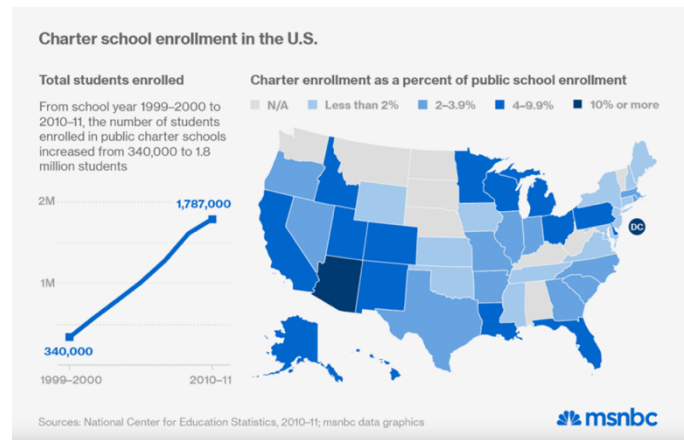 Charter school enrollment in the U.S.
Total students enrolled
From school year 1999–2000 to
2010–11, the number of students
enrolled in public charter schools
increased from 340,000 to 1.8
million students
2M
1,787,000
1M
340,000
1999–2000
2010–11
Charter enrollment as a percent of public school enrollment
N/A
Less than 2%
2–3.9%
4–9.9%
10% or more
DC
Sources: National Center for Education Statistics, 2010–11; msnbc data graphics
msnbc